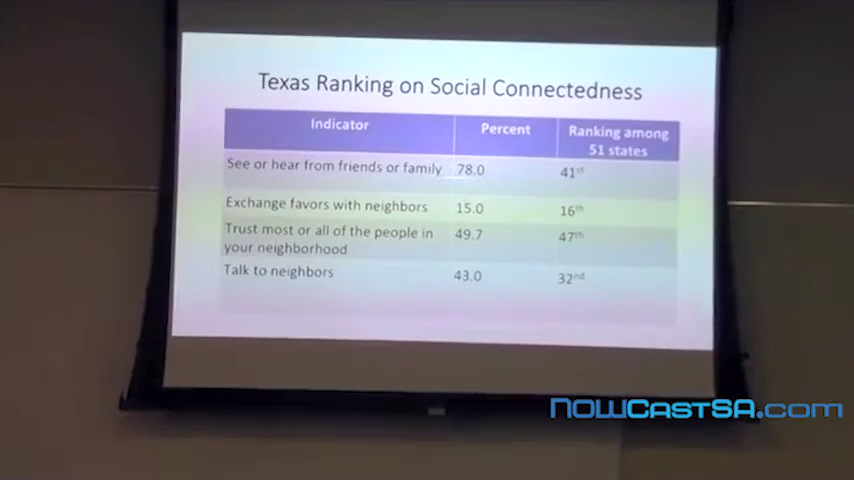 Texas Ranking on Social Connectedness
Indicator Percent Ranking among
51 states
See or hear from friends or family 78.0 41st
Exchange favors with neighbors 15.0 16th
Trust most or all of the people in 49.7 47th
your neighborhood
Talk to neighbors 43.0 32nd
NOWCASTSA.com